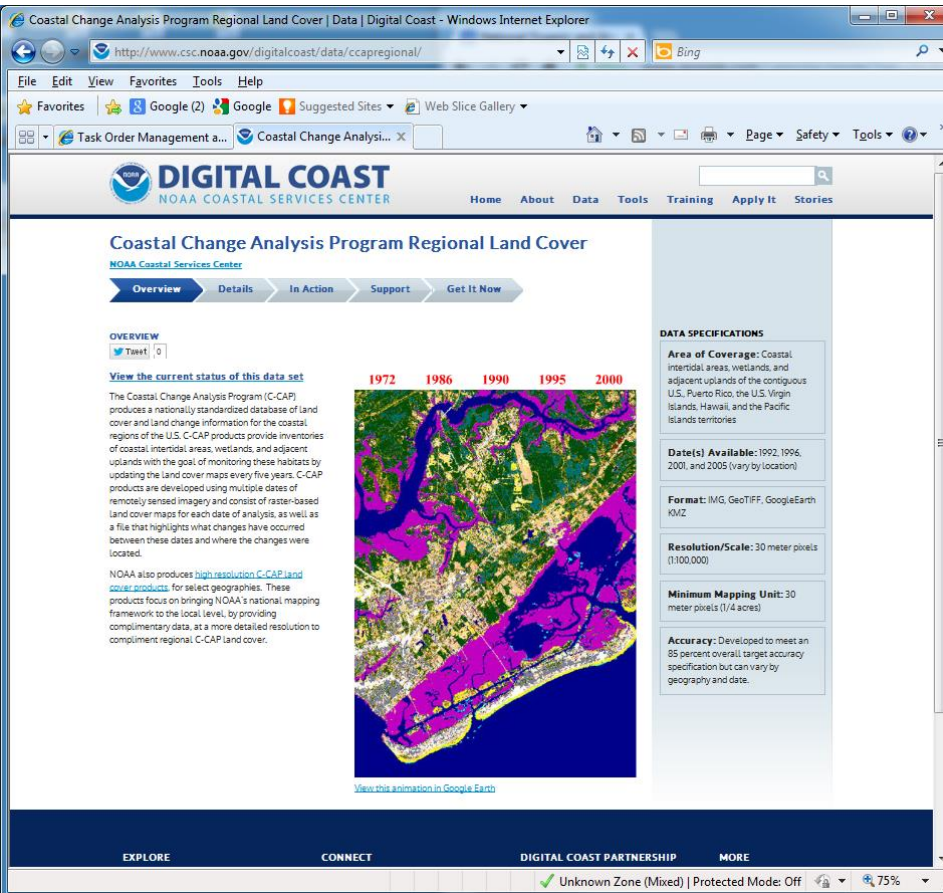 Coastal Change Analysis Program Regional Land Cover | Data | Digital Coast - Windows Internet Explorer
http://www.csc.noaa.gov/digitalcoast/data/ccapregional/
Bing
File Edit View Favorites Tools Help
Favorites Google (2) Google Suggested Sites Web Slice Gallery
Task Order Management a... Coastal Change Analysi... Page Safety Tools
DIGITAL COAST
NOAA COASTAL SERVICES CENTER
Home About Data Tools Training Apply It Stories
Coastal Change Analysis Program Regional Land Cover
NOAA Coastal Services Center
Overview Details In Action Support Get It Now
OVERVIEW
Tweet 0
View the current status of this data set
The Coastal Change Analysis Program (C-CAP)
produces a nationally standardized database of land
cover and land change information for the coastal
regions of the U.S. C-CAP products provide inventories
of coastal intertidal areas, wetlands, and adjacent
uplands with the goal of monitoring these habitats by
updating the land cover maps every five years. C-CAP
products are developed using multiple dates of
remotely sensed imagery and consist of raster-based
land cover maps for each date of analysis, as well as
a file that highlights what changes have occurred
between these dates and where the changes were
located.
NOAA also produces high resolution C-CAP land
cover products, for select geographies. These
products focus on bringing NOAA's national mapping
framework to the local level, by providing
complimentary data, at a more detailed resolution to
compliment regional C-CAP land cover.
1972 1986 1990 1995 2000
View this animation in Google Earth
DATA SPECIFICATIONS
Area of Coverage: Coastal
intertidal areas, wetlands, and
adjacent uplands of the contiguous
U.S., Puerto Rico, the U.S. Virgin
Islands, Hawaii, and the Pacific
Islands territories
Date(s) Available: 1992, 1996,
2001, and 2005 (vary by location)
Format: IMG, GeoTIFF, GoogleEarth
KMZ
Resolution/Scale: 30 meter pixels
(1:100,000)
Minimum Mapping Unit: 30
meter pixels (1/4 acres)
Accuracy: Developed to meet an
85 percent overall target accuracy
specification but can vary by
geography and date.
EXPLORE CONNECT DIGITAL COAST PARTNERSHIP MORE
Unknown Zone (Mixed) | Protected Mode: Off 75%